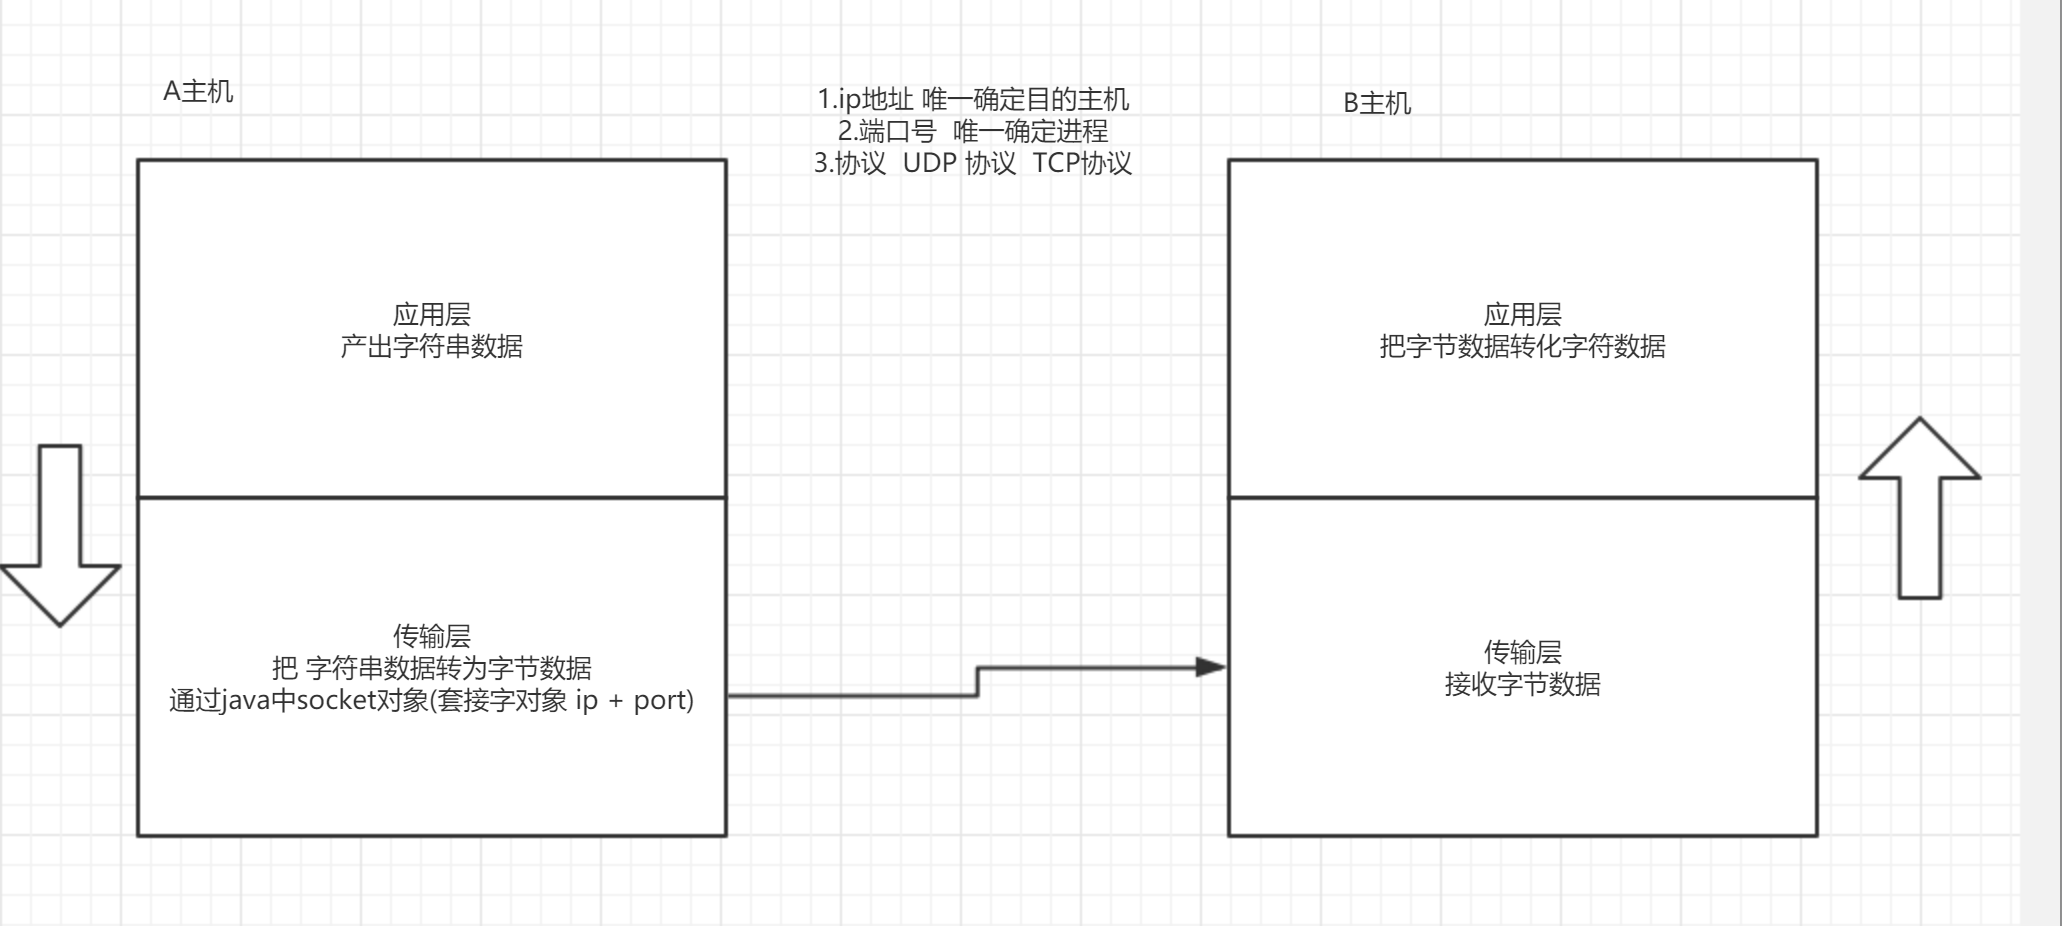 A主机
1.ip地址 唯一确定目的主机
2.端口号  唯一确定进程
3.协议  UDP 协议  TCP协议
B主机
应用层
产出字符串数据
应用层
把字节数据转化字符数据
传输层
把 字符串数据转为字节数据
通过java中socket对象(套接字对象 ip + port)
传输层
接收字节数据